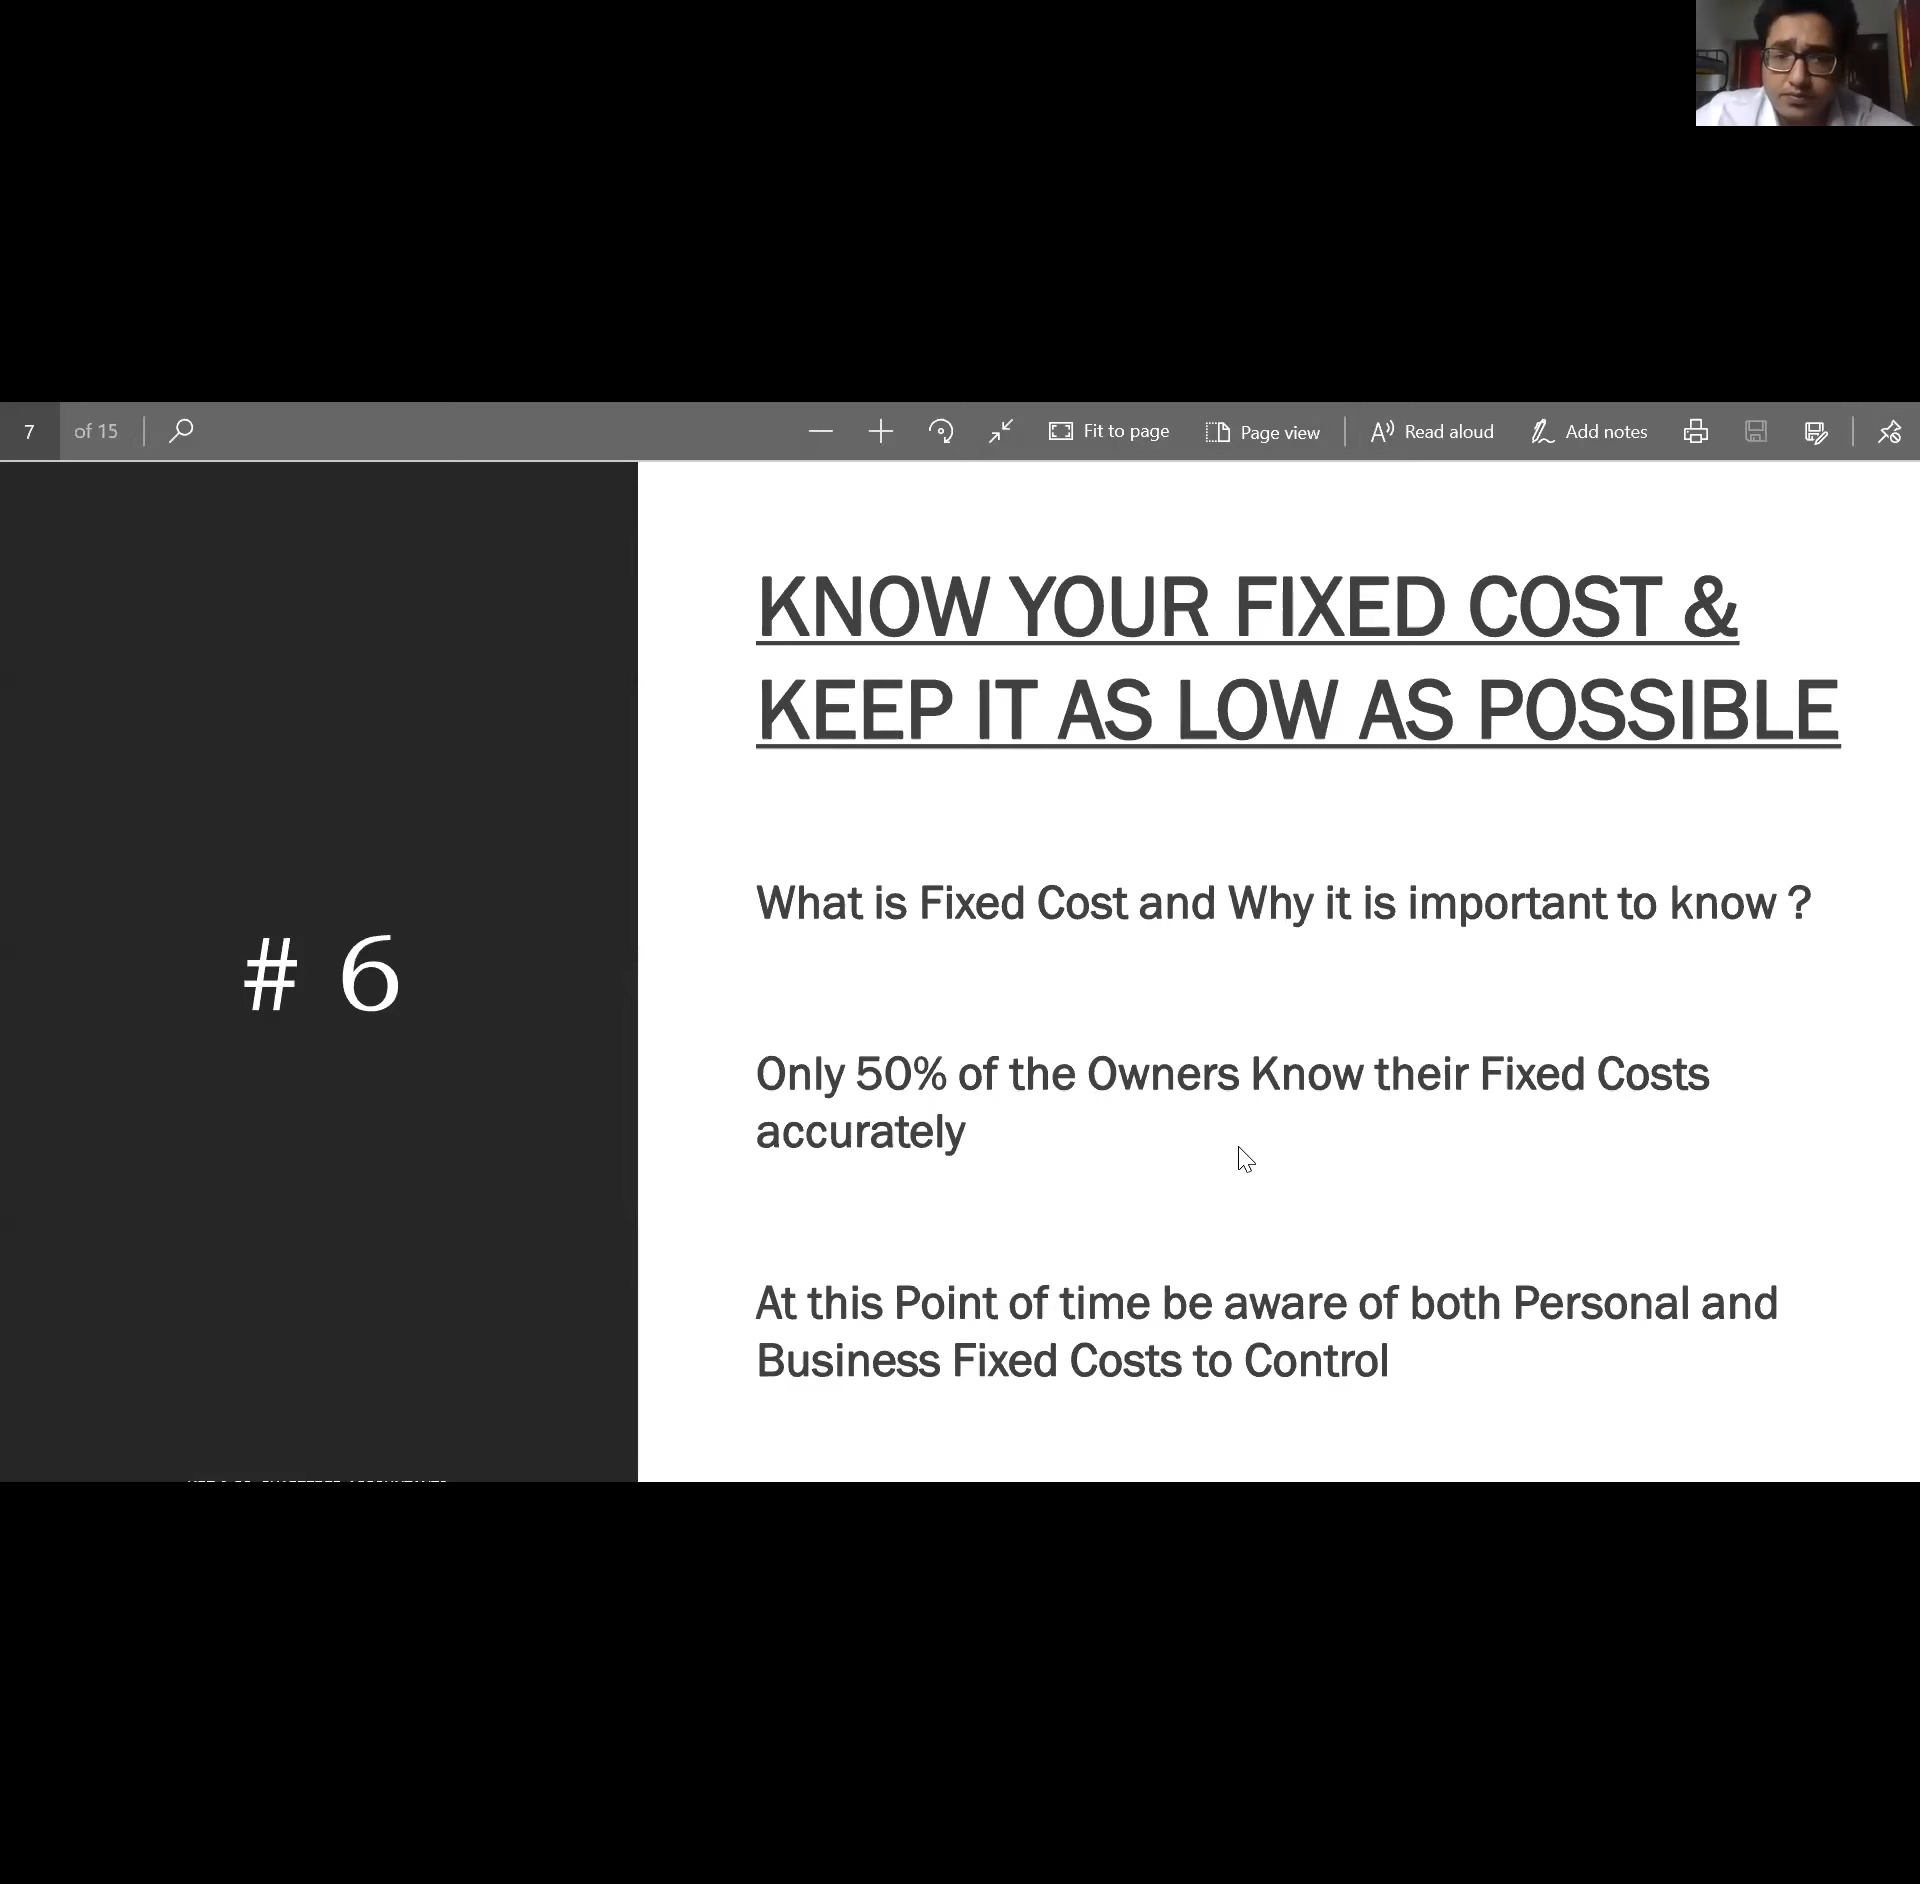 7 of 15 Fit to page Page view Read aloud Add notes
# 6
KNOW YOUR FIXED COST &
KEEP IT AS LOW AS POSSIBLE
What is Fixed Cost and Why it is important to know ?
Only 50% of the Owners Know their Fixed Costs
accurately
At this Point of time be aware of both Personal and
Business Fixed Costs to Control